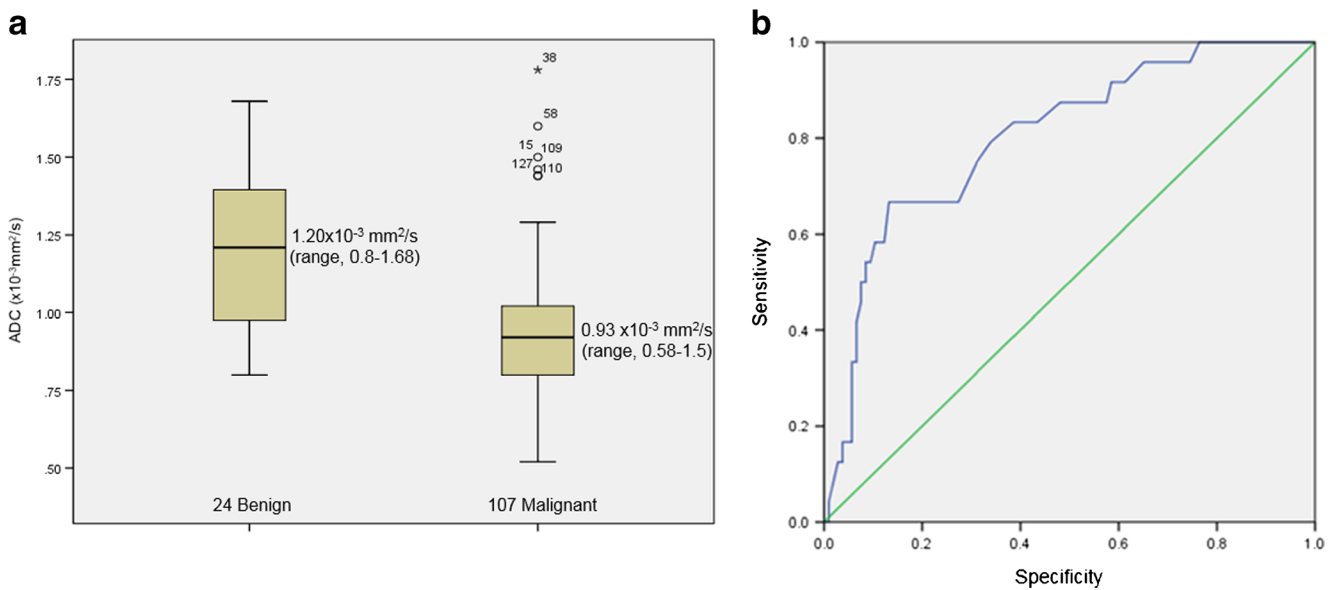 a
ADC (x10⁻³mm²/s)
1.75
1.50
1.25
1.00
.75
.50
38
58
15 109
127 110
1.20x10⁻³ mm²/s
(range, 0.8-1.68)
0.93 x10⁻³ mm²/s
(range, 0.58-1.5)
24 Benign
107 Malignant
b
Sensitivity
1.0
0.8
0.6
0.4
0.2
0.0
0.0 0.2 0.4 0.6 0.8 1.0
Specificity